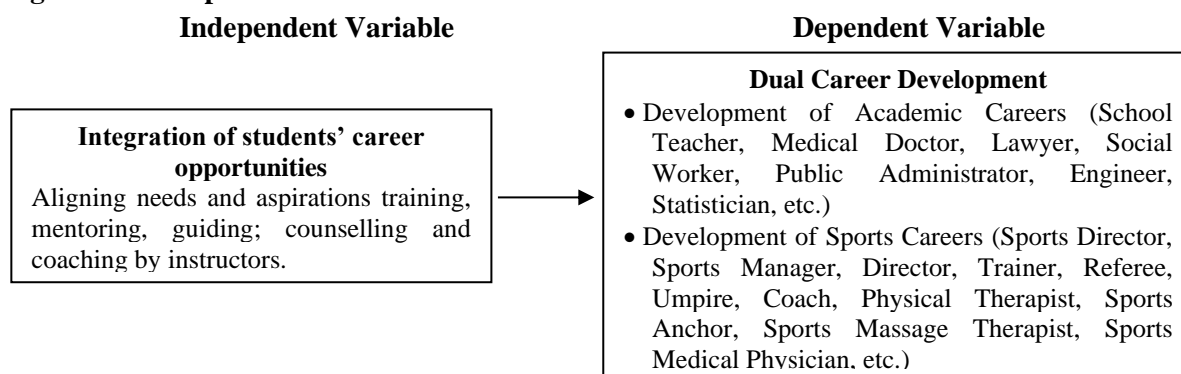 Independent Variable
Dependent Variable
Integration of students’ career
opportunities
Aligning needs and aspirations training,
mentoring, guiding; counselling and
coaching by instructors.
Dual Career Development
• Development of Academic Careers (School
Teacher, Medical Doctor, Lawyer, Social
Worker, Public Administrator, Engineer,
Statistician, etc.)
• Development of Sports Careers (Sports Director,
Sports Manager, Director, Trainer, Referee,
Umpire, Coach, Physical Therapist, Sports
Anchor, Sports Massage Therapist, Sports
Medical Physician, etc.)